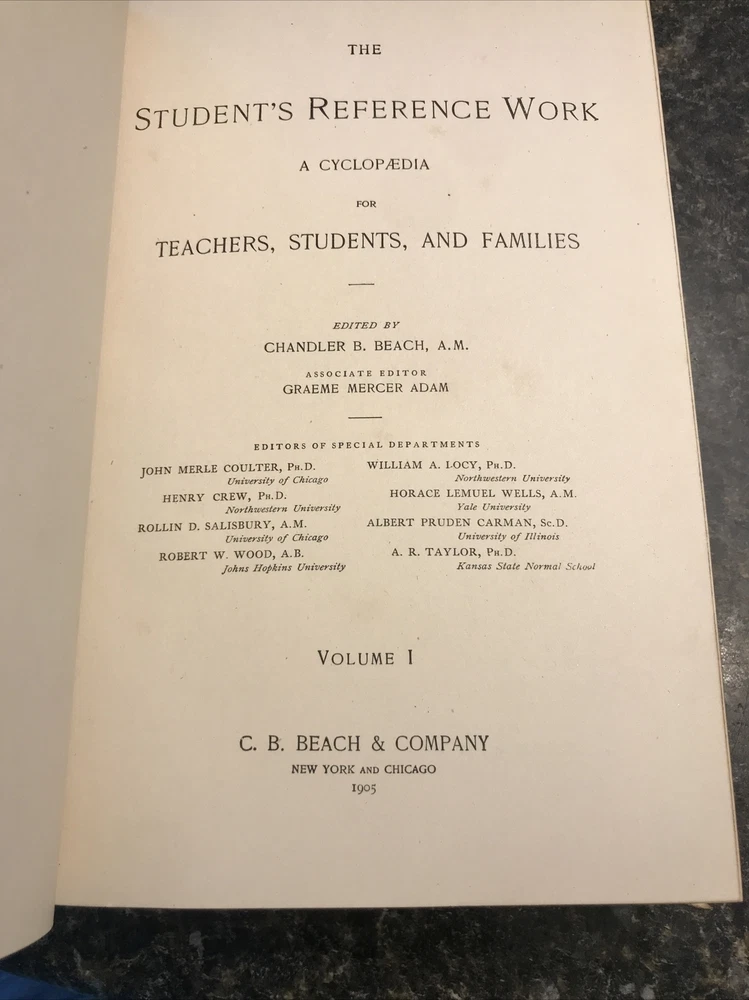 THE
STUDENT'S REFERENCE WORK
A CYCLOPÆDIA
FOR
TEACHERS, STUDENTS, AND FAMILIES
EDITED BY
CHANDLER B. BEACH, A.M.
ASSOCIATE EDITOR
GRAEME MERCER ADAM
EDITORS OF SPECIAL DEPARTMENTS
JOHN MERLE COULTER, PH.D.
University of Chicago
HENRY CREW, PH.D.
Northwestern University
ROLLIN D. SALISBURY, A.M.
University of Chicago
ROBERT W. WOOD, A.B.
Johns Hopkins University
WILLIAM A. LOCY, PH.D.
Northwestern University
HORACE LEMUEL WELLS, A.M.
Yale University
ALBERT PRUDEN CARMAN, Sc.D.
University of Illinois
A. R. TAYLOR, PH.D.
Kansas State Normal School
VOLUME I
C. B. BEACH & COMPANY
NEW YORK AND CHICAGO
1905